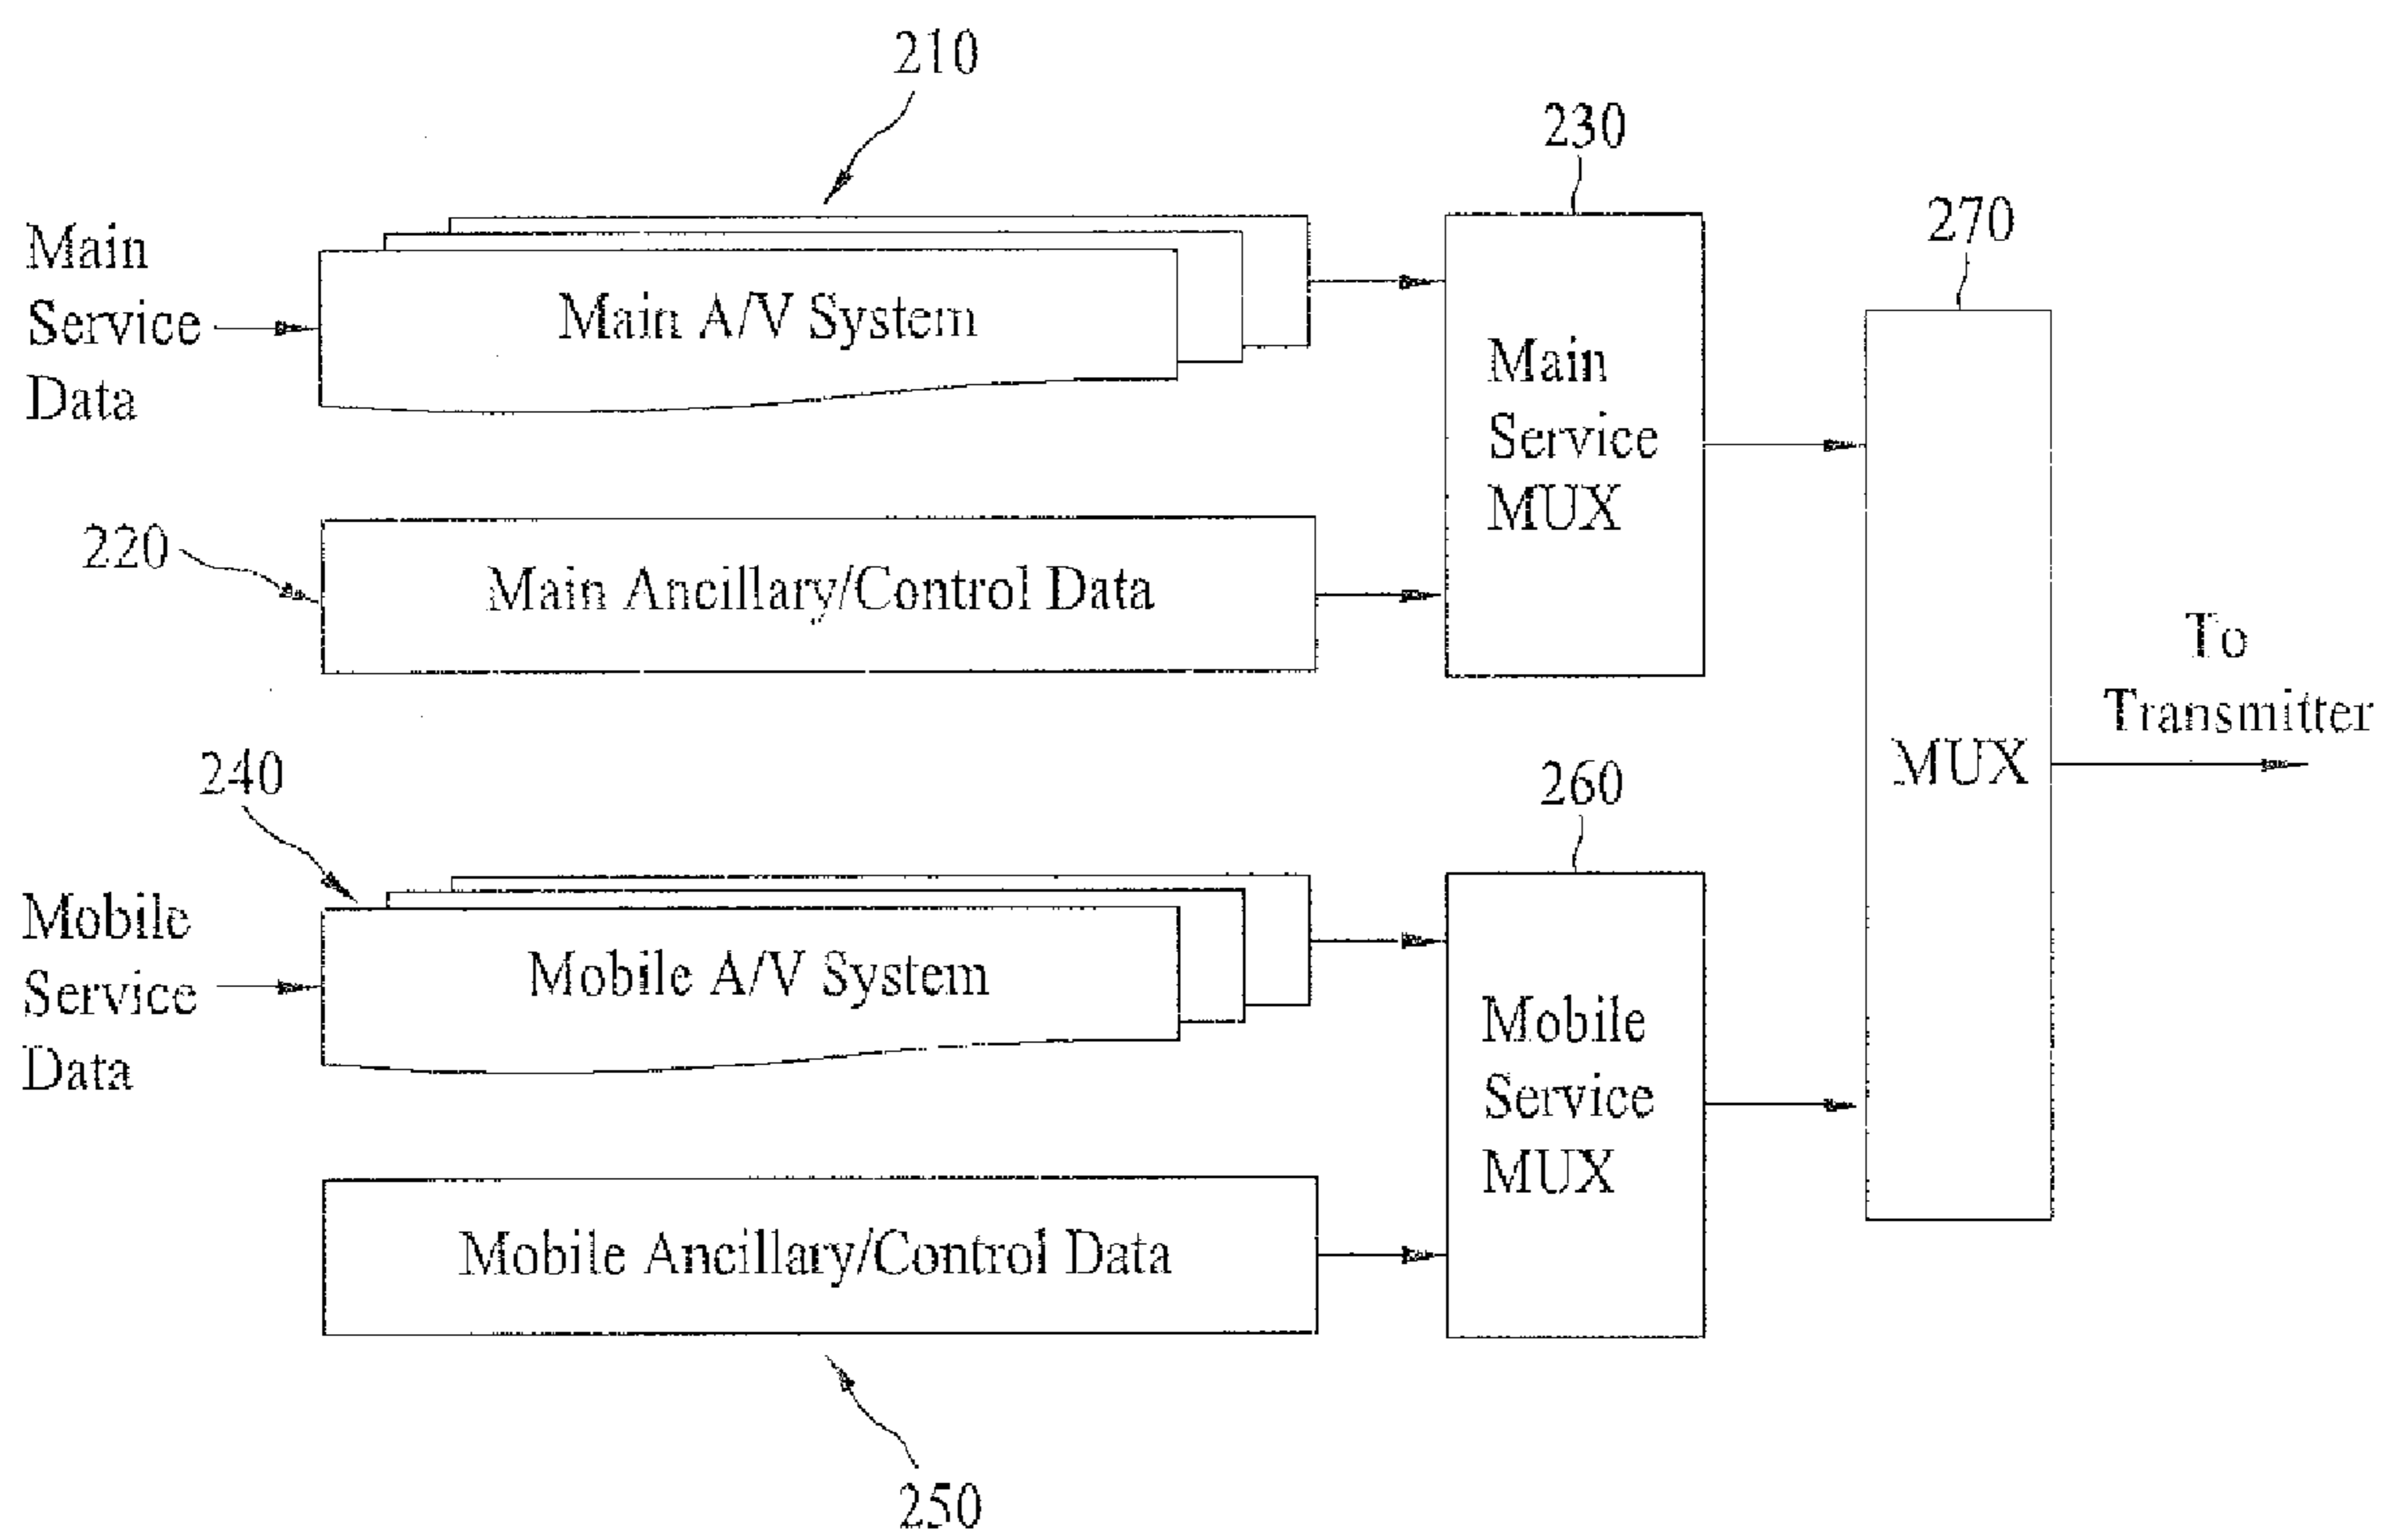 210
230
270
Main
Service
Data
Main A/V System
Main
Service
MUX
220
Main Ancillary/Control Data
To
Transmitter
MUX
240
260
Mobile
Service
Data
Mobile A/V System
Mobile
Service
MUX
Mobile Ancillary/Control Data
250